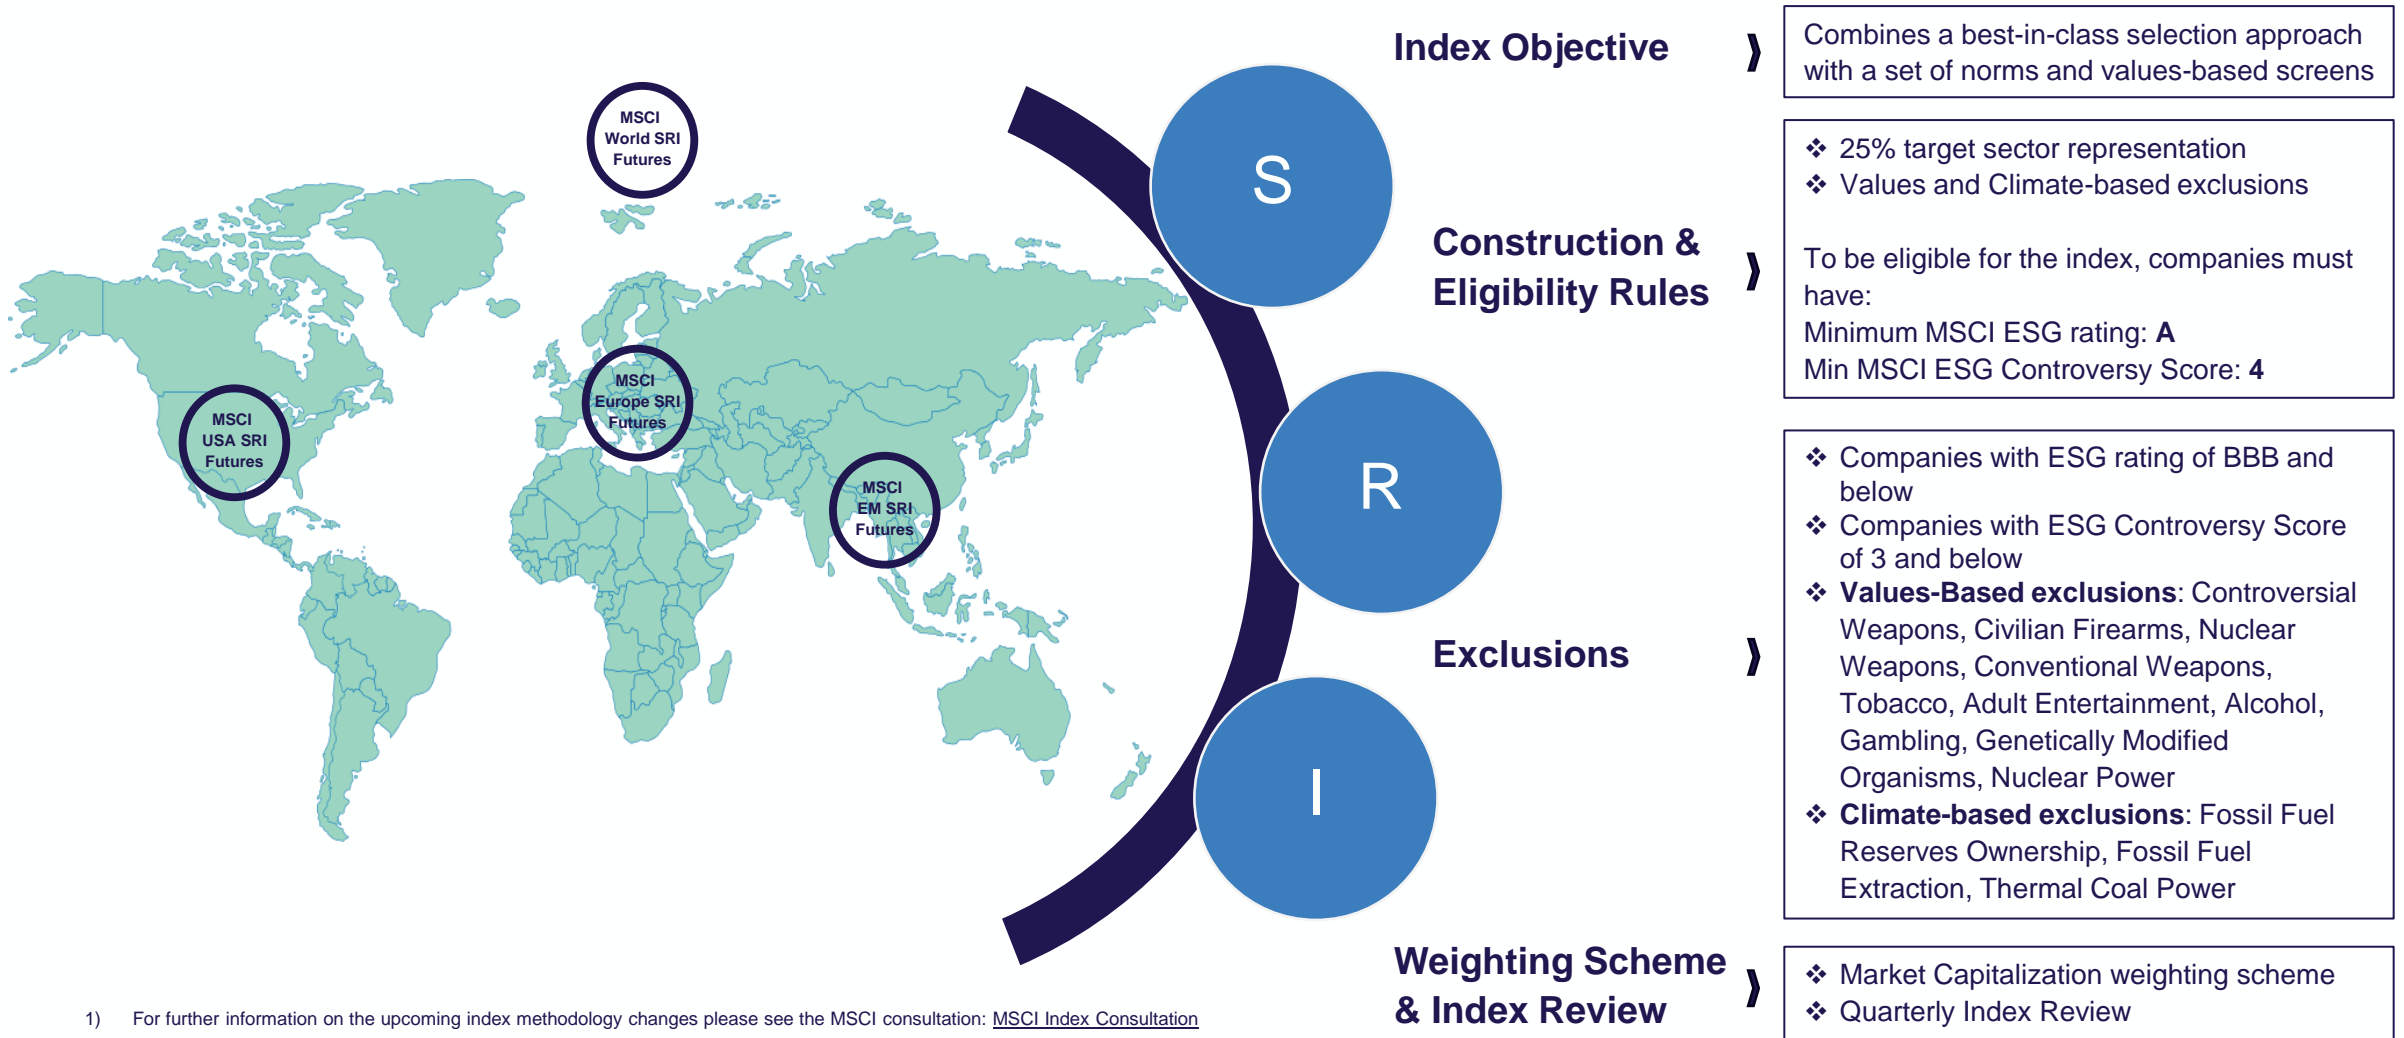 MSCI
World SRI
Futures
MSCI
Europe SRI
Futures
MSCI
USA SRI
Futures
MSCI
EM SRI
Futures
S
R
I
Index Objective
Combines a best-in-class selection approach
with a set of norms and values-based screens
Construction &
Eligibility Rules
❖ 25% target sector representation
❖ Values and Climate-based exclusions
To be eligible for the index, companies must
have:
Minimum MSCI ESG rating: A
Min MSCI ESG Controversy Score: 4
Exclusions
❖ Companies with ESG rating of BBB and
below
❖ Companies with ESG Controversy Score
of 3 and below
❖ Values-Based exclusions: Controversial
Weapons, Civilian Firearms, Nuclear
Weapons, Conventional Weapons,
Tobacco, Adult Entertainment, Alcohol,
Gambling, Genetically Modified
Organisms, Nuclear Power
❖ Climate-based exclusions: Fossil Fuel
Reserves Ownership, Fossil Fuel
Extraction, Thermal Coal Power
Weighting Scheme
& Index Review
❖ Market Capitalization weighting scheme
❖ Quarterly Index Review
1) For further information on the upcoming index methodology changes please see the MSCI consultation: MSCI Index Consultation